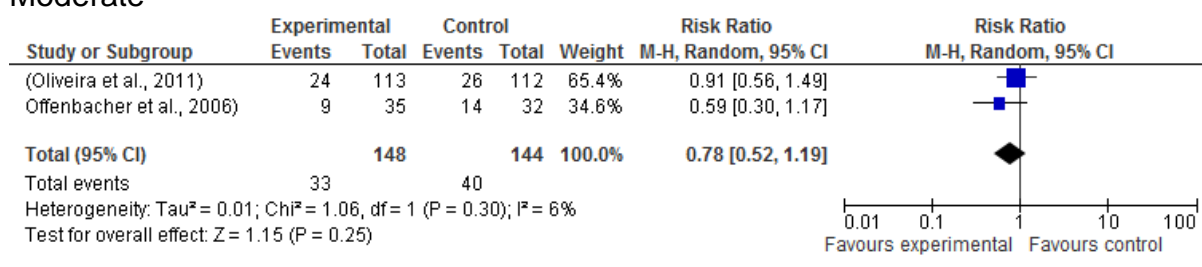 Moderate
Experimental Control Risk Ratio Risk Ratio
Study or Subgroup Events Total Events Total Weight M-H, Random, 95% CI M-H, Random, 95% CI
(Oliveira et al., 2011) 24 113 26 112 65.4% 0.91 [0.56, 1.49]
Offenbacher et al., 2006) 9 35 14 32 34.6% 0.59 [0.30, 1.17]
Total (95% CI) 148 144 100.0% 0.78 [0.52, 1.19]
Total events 33 40
Heterogeneity: Tau² = 0.01; Chi² = 1.06, df = 1 (P = 0.30); I² = 6%
Test for overall effect: Z = 1.15 (P = 0.25)
0.01 0.1 1 10 100
Favours experimental Favours control